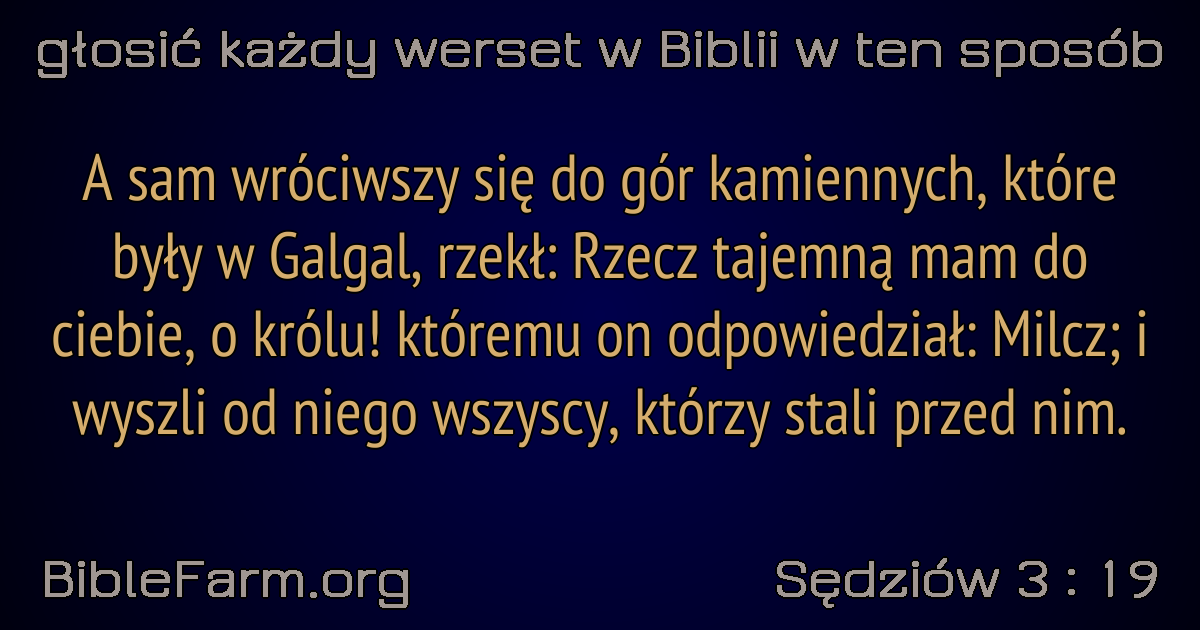 głosić każdy werset w Biblii w ten sposób
A sam wróciwszy się do gór kamiennych, które
były w Galgal, rzekł: Rzecz tajemną mam do
ciebie, o królu! któremu on odpowiedział: Milcz; i
wyszli od niego wszyscy, którzy stali przed nim.
BibleFarm.org
Sędziów 3 : 19